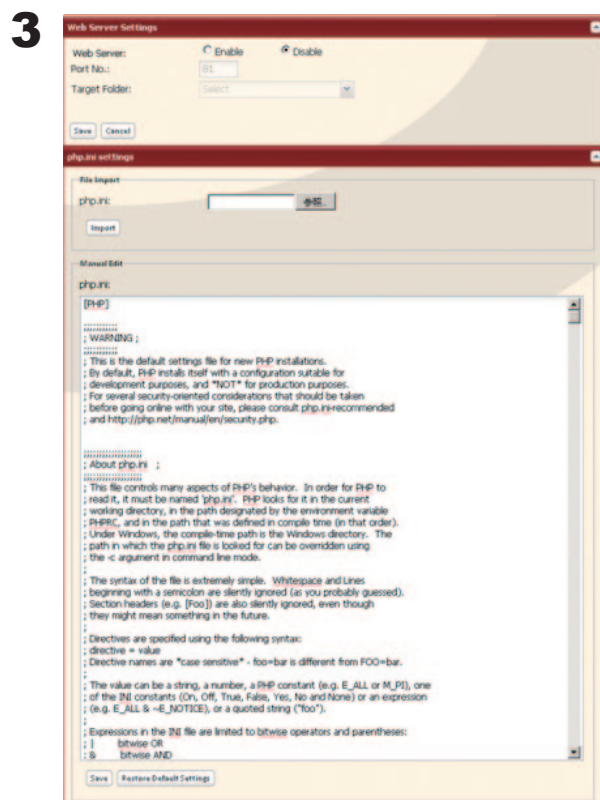 3
Web Server Settings
Web Server: Enable Disable
Port No.: 81
Target Folder: Select
Save Cancel
php.ini settings
File Import
php.ini: 参照...
Import
Manual Edit
php.ini:
[PHP]
;;;;;;;;;;;
; WARNING ;
;;;;;;;;;;;
; This is the default settings file for new PHP installations.
; By default, PHP installs itself with a configuration suitable for
; development purposes, and *NOT* for production purposes.
; For several security-oriented considerations that should be taken
; before going online with your site, please consult php.ini-recommended
; and http://php.net/manual/en/security.php.
;;;;;;;;;;;;;;;;;;;
; About php.ini ;
;;;;;;;;;;;;;;;;;;;
; This file controls many aspects of PHP's behavior. In order for PHP to
; read it, it must be named 'php.ini'. PHP looks for it in the current
; working directory, in the path designated by the environment variable
; PHPRC, and in the path that was defined in compile time (in that order).
; Under Windows, the compile-time path is the Windows directory. The
; path in which the php.ini file is looked for can be overridden using
; the -c argument in command line mode.
;
; The syntax of the file is extremely simple. Whitespace and Lines
; beginning with a semicolon are silently ignored (as you probably guessed).
; Section headers (e.g. [Foo]) are also silently ignored, even though
; they might mean something in the future.
;
; Directives are specified using the following syntax:
; directive = value
; Directive names are *case sensitive* - foo=bar is different from FOO=bar.
;
; The value can be a string, a number, a PHP constant (e.g. E_ALL or M_PI), one
; of the INI constants (On, Off, True, False, Yes, No and None) or an expression
; (e.g. E_ALL & ~E_NOTICE), or a quoted string ("foo").
;
; Expressions in the INI file are limited to bitwise operators and parentheses:
; | bitwise OR
; & bitwise AND
Save Restore Default Settings